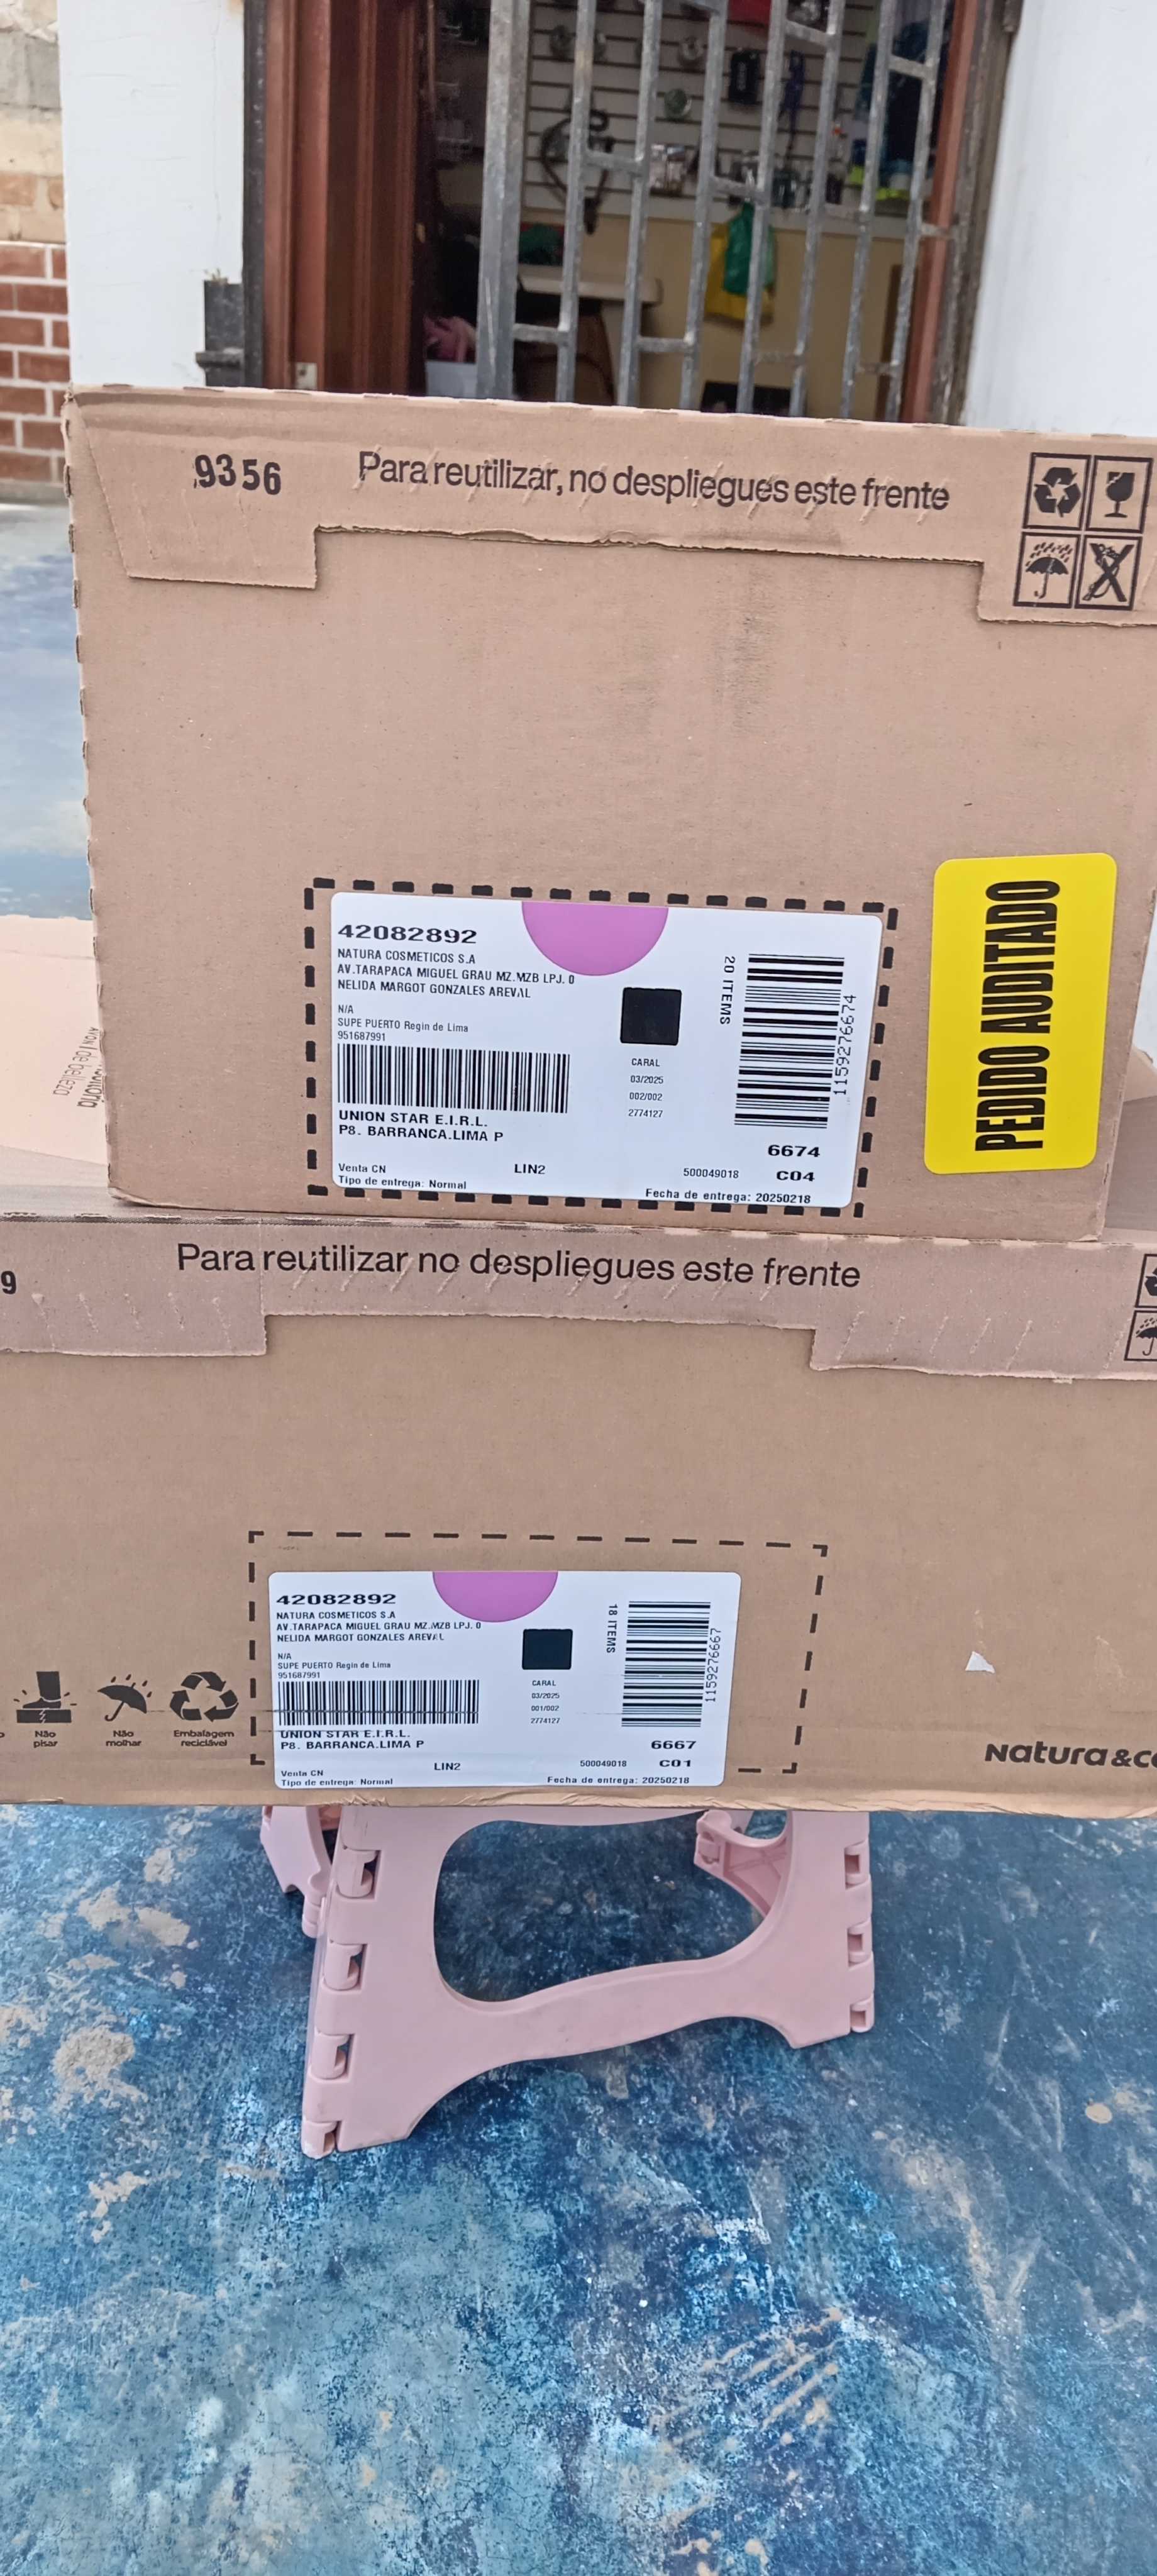 9356
Para reutilizar, no despliegues este frente
42082892
NATURA COSMETICOS S.A
AV.TARAPACA MIGUEL GRAU MZ.MZB LPJ. 0
NELIDA MARGOT GONZALES AREVAL
N/A
SUPE PUERTO Regin de Lima
951687991
UNION STAR E.I.R.L.
P8. BARRANCA.LIMA P
Venta CN
LIN2
Tipo de entrega: Normal
CARAL
03/2025
002/002
2774127
20 ITEMS
1159276674
6674
500049018
C04
Fecha de entrega: 20250218
PEDIDO AUDITADO
de belleza
9
Para reutilizar no despliegues este frente
42082892
NATURA COSMETICOS S.A
AV.TARAPACA MIGUEL GRAU MZ.MZB LPJ. 0
NELIDA MARGOT GONZALES AREVAL
N/A
SUPE PUERTO Regin de Lima
951687991
UNION STAR E.I.R.L.
P8. BARRANCA.LIMA P
Venta CN
LIN2
Tipo de entrega: Normal
CARAL
03/2025
001/002
2774127
18 ITEMS
1159276667
6667
500049018
C01
Fecha de entrega: 20250218
Não
pisar
Não
molhar
Embalagem
reciclável
Natura &c